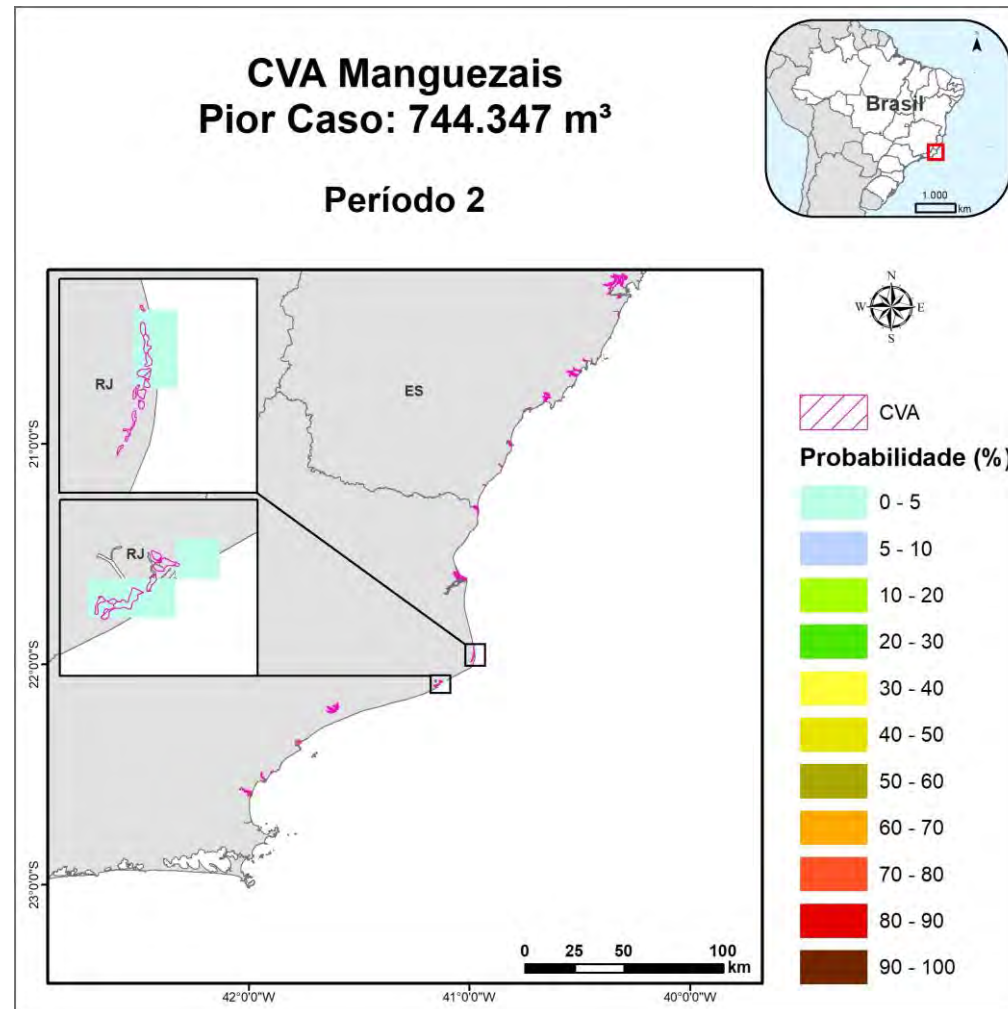 CVA Manguezais
Pior Caso: 744.347 m³
Período 2
Brasil
1.000
km
N
W
E
S
RJ
RJ
ES
21°0'0"S
22°0'0"S
23°0'0"S
42°0'0"W
41°0'0"W
40°0'0"W
0 25 50 100
km
CVA
Probabilidade (%)
0 - 5
5 - 10
10 - 20
20 - 30
30 - 40
40 - 50
50 - 60
60 - 70
70 - 80
80 - 90
90 - 100